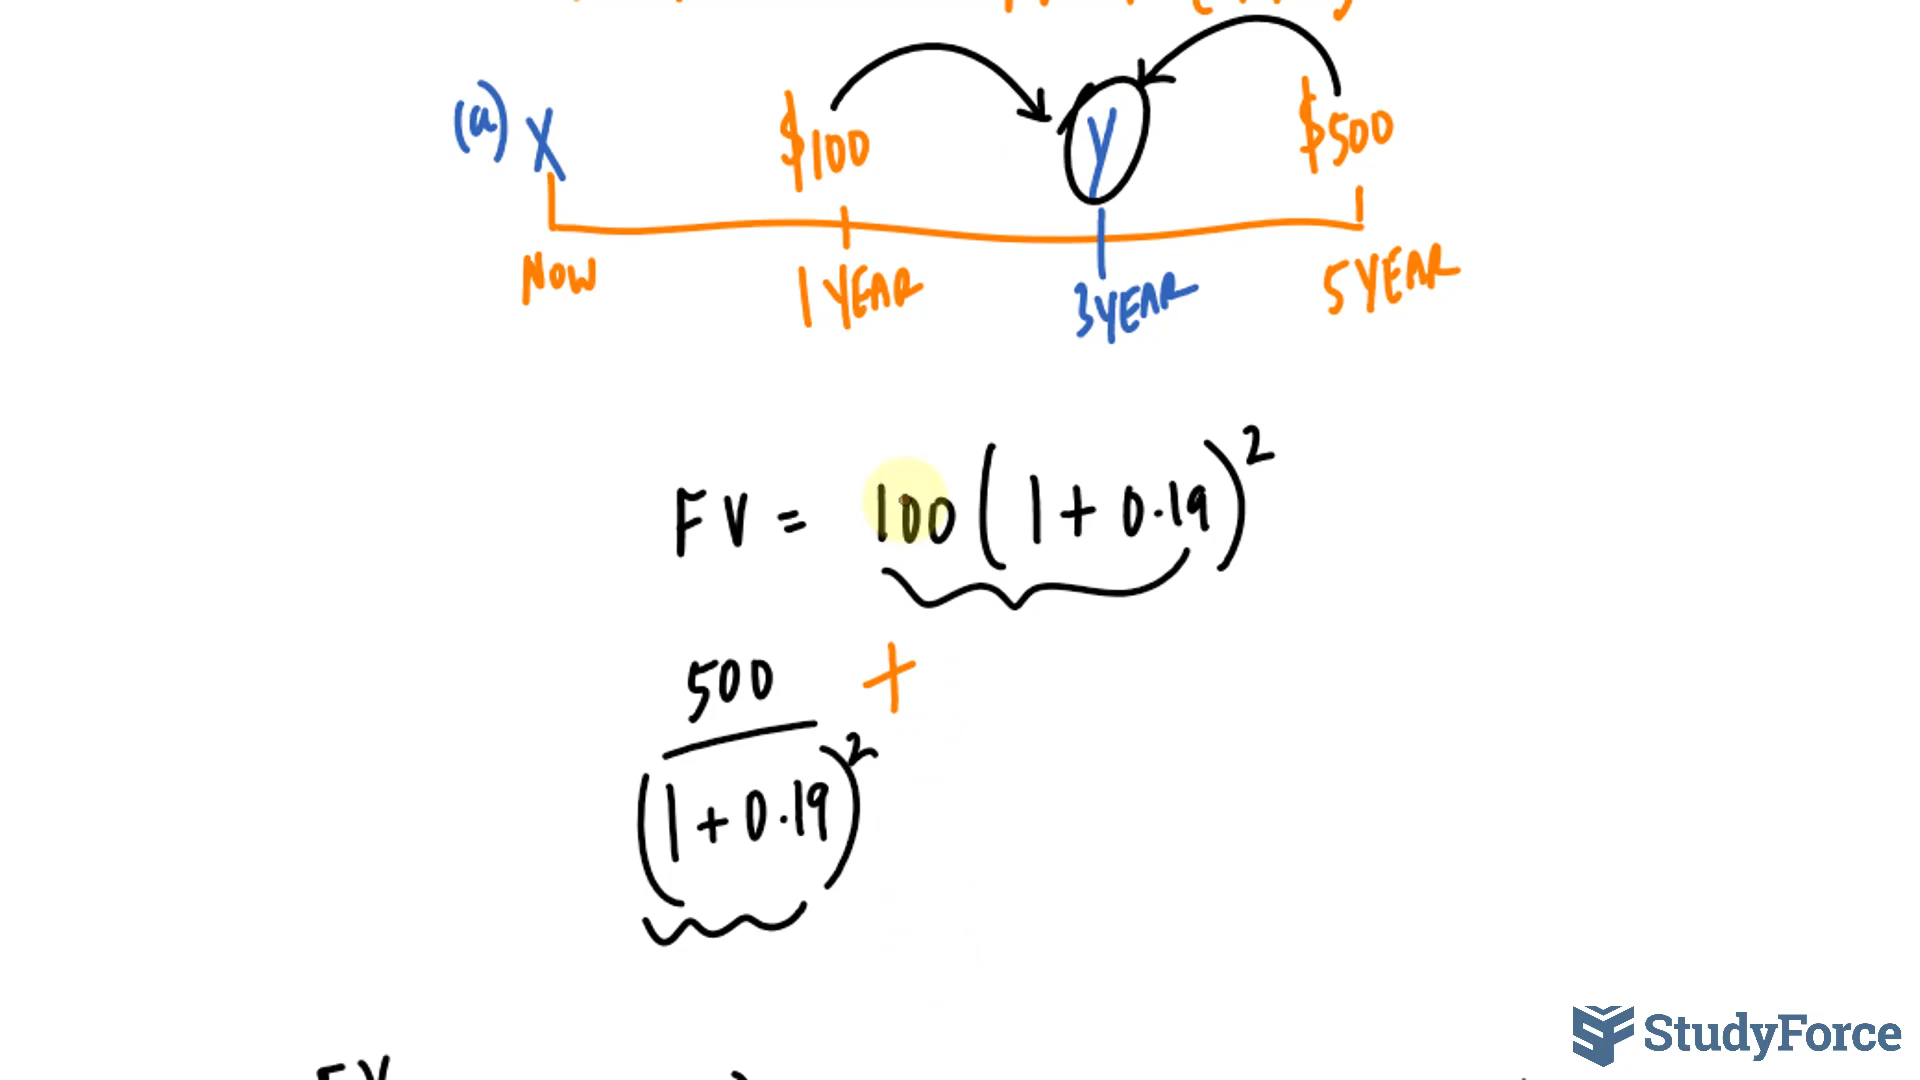 (a) X $100 Y $500
NOW 1 YEAR 3 YEAR 5 YEAR
FV = 100 (1 + 0.19)²
500 +
(1 + 0.19)²
FV
StudyForce